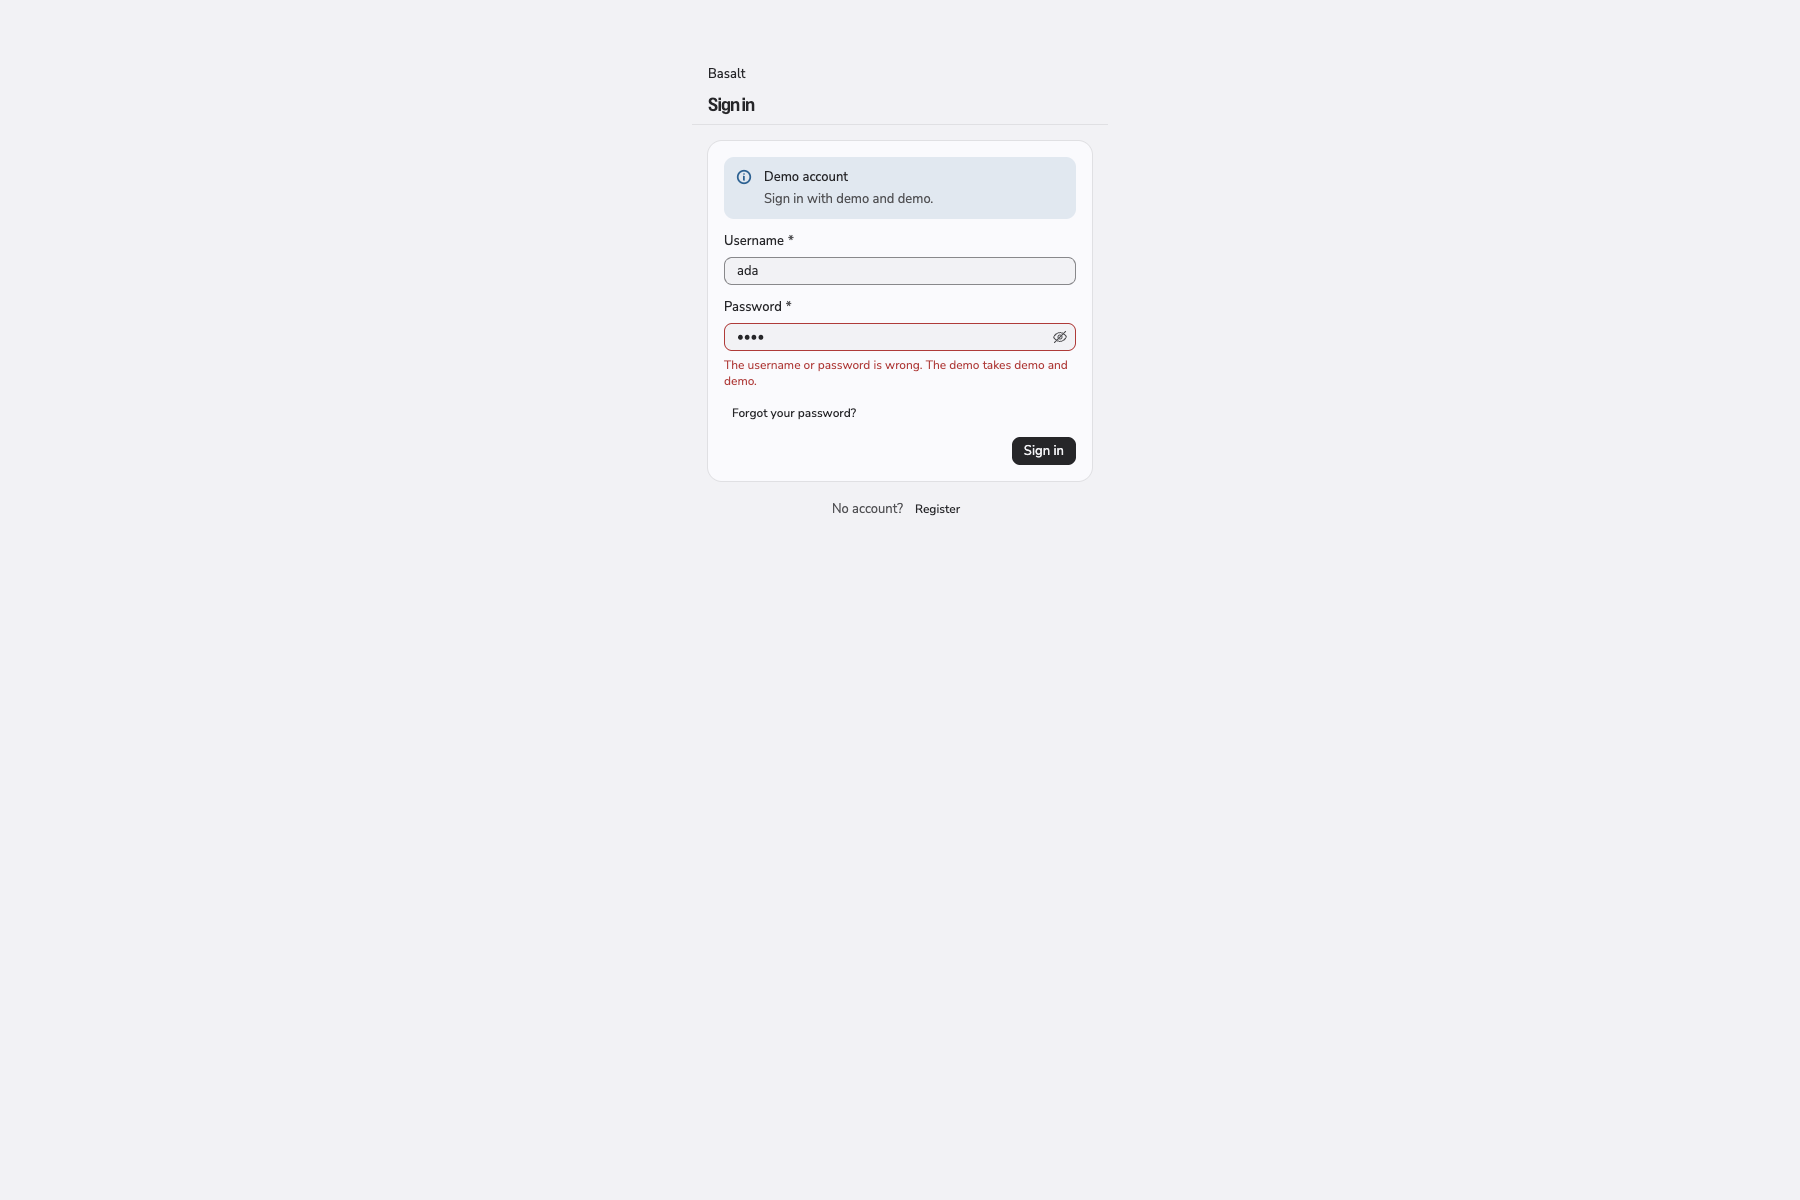 Basalt
Sign in
Demo account
Sign in with demo and demo.
Username *
ada
Password *
••••
The username or password is wrong. The demo takes demo and
demo.
Forgot your password?
Sign in
No account? Register